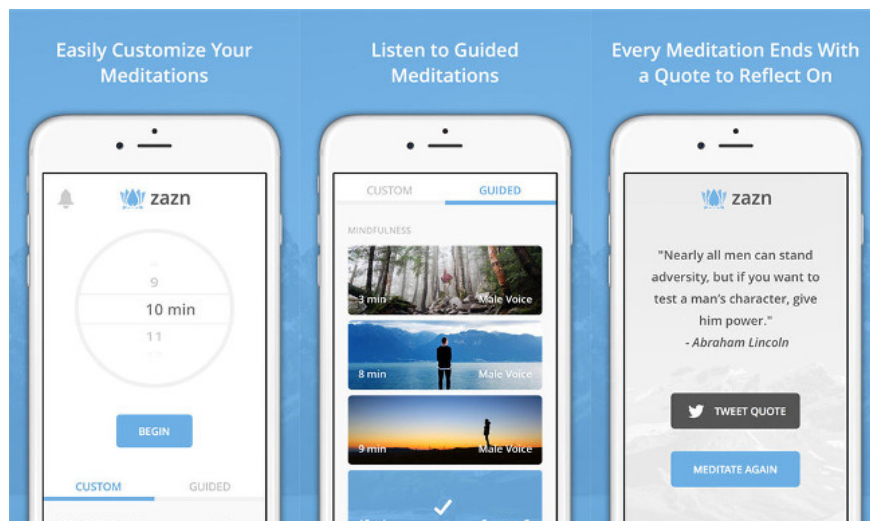 Easily Customize Your
Meditations
zazn
9
10 min
11
BEGIN
CUSTOM
GUIDED
Listen to Guided
Meditations
CUSTOM
GUIDED
MINDFULNESS
3 min
Male Voice
8 min
Male Voice
9 min
Male Voice
Every Meditation Ends With
a Quote to Reflect On
zazn
"Nearly all men can stand
adversity, but if you want to
test a man's character, give
him power."
- Abraham Lincoln
TWEET QUOTE
MEDITATE AGAIN